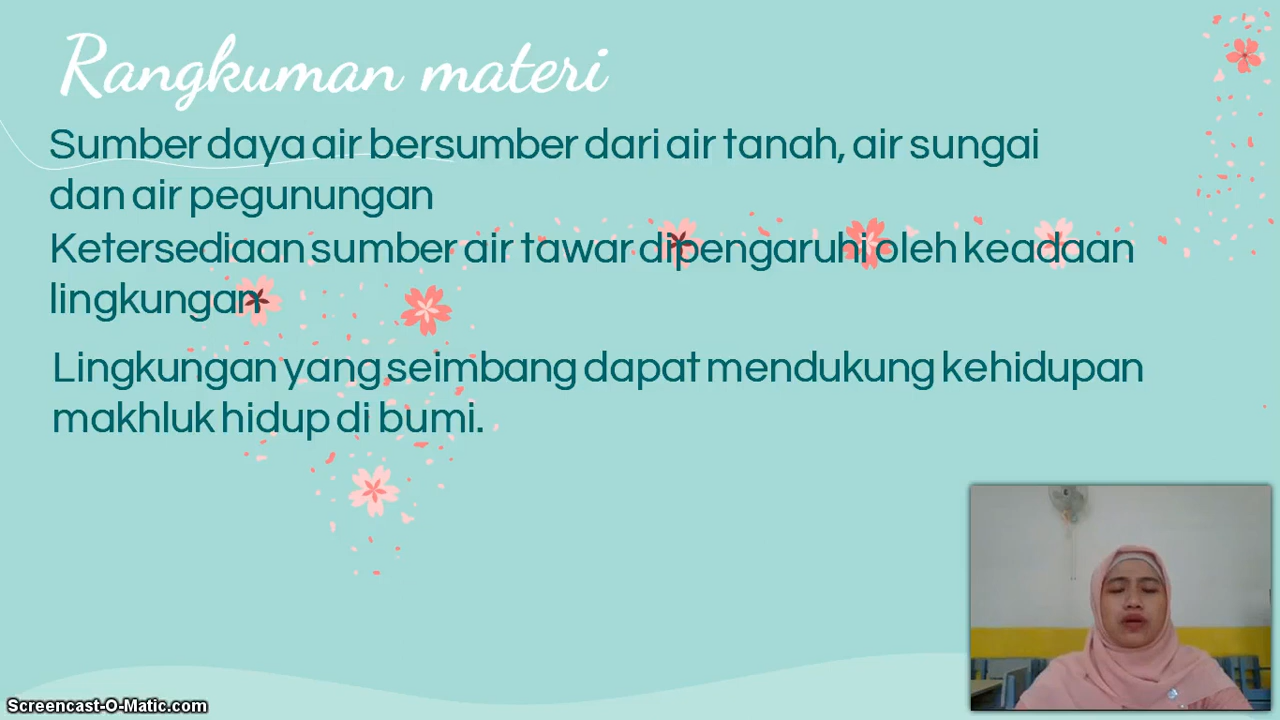 Rangkuman materi
Sumber daya air bersumber dari air tanah, air sungai
dan air pegunungan
Ketersediaan sumber air tawar dipengaruhi oleh keadaan
lingkungan
Lingkungan yang seimbang dapat mendukung kehidupan
makhluk hidup di bumi.
Screencast-O-Matic.com